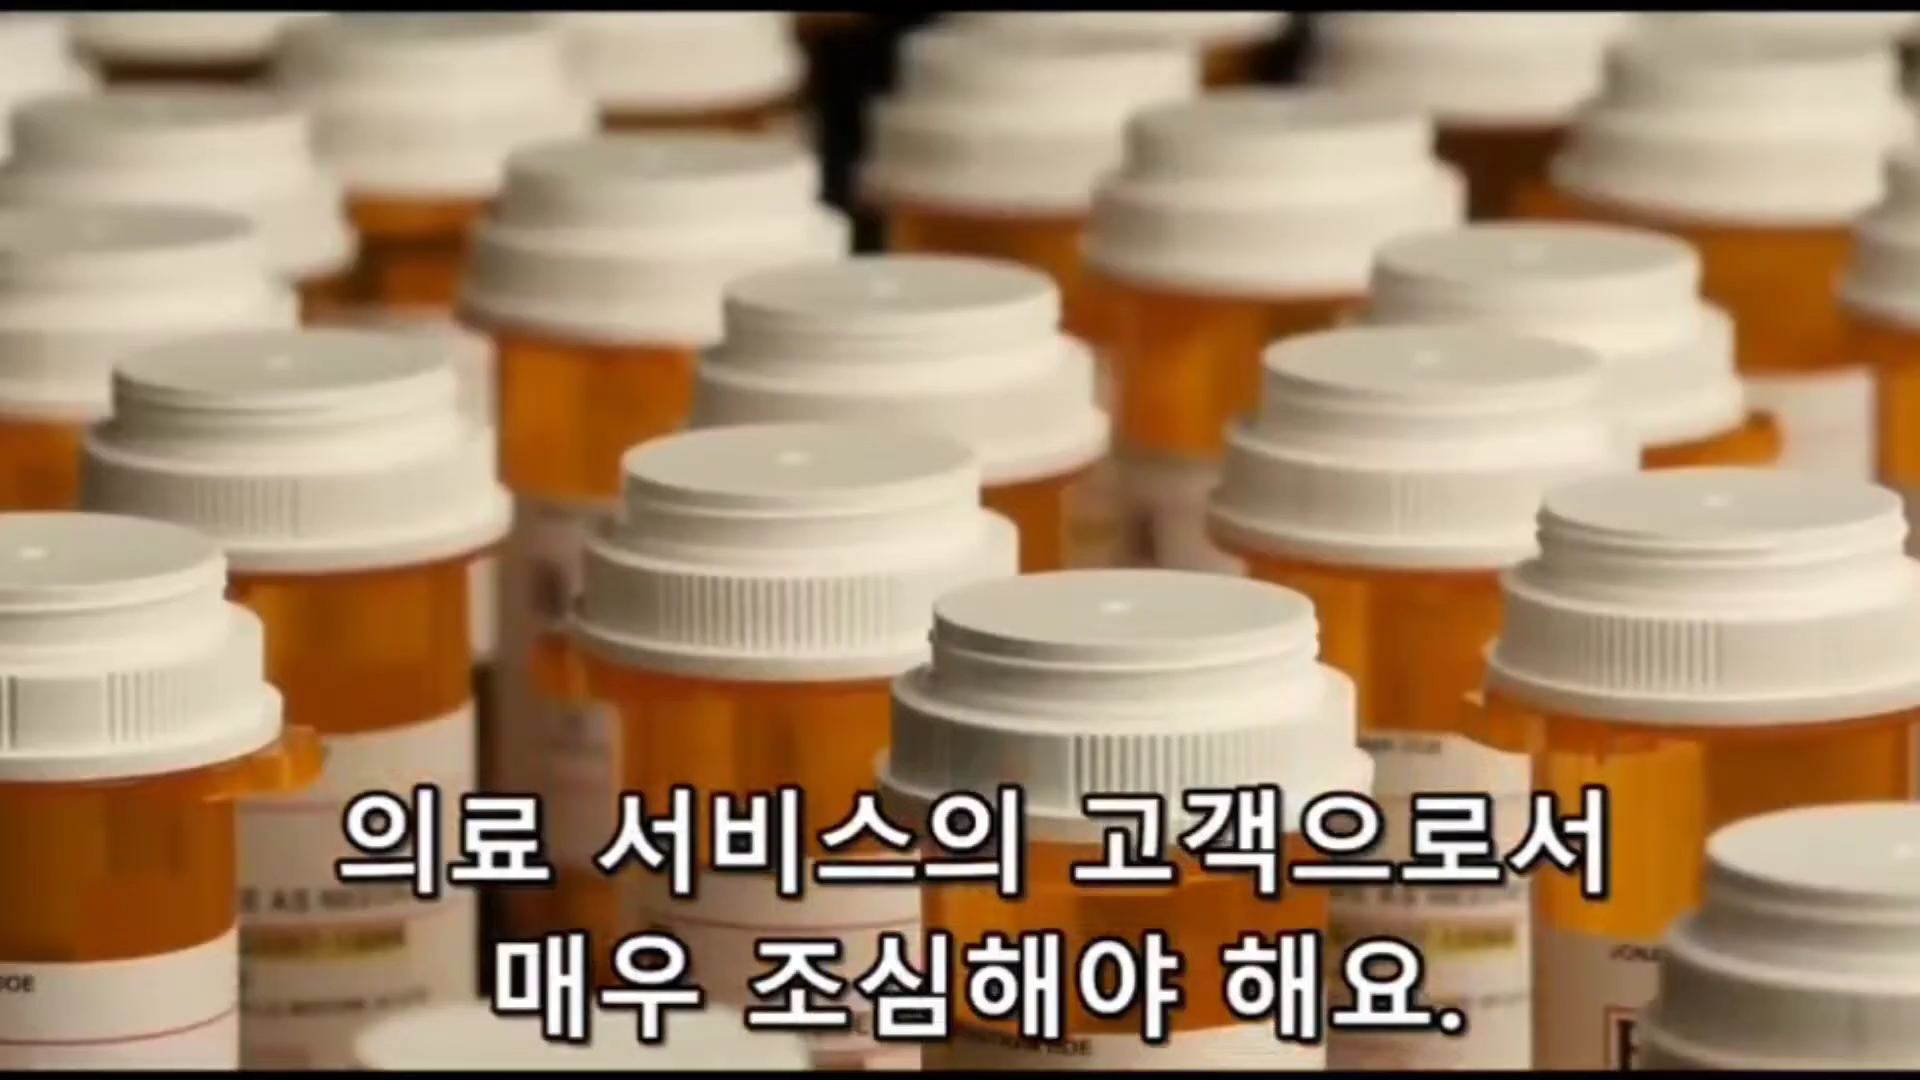 의료 서비스의 고객으로서
매우 조심해야 해요.